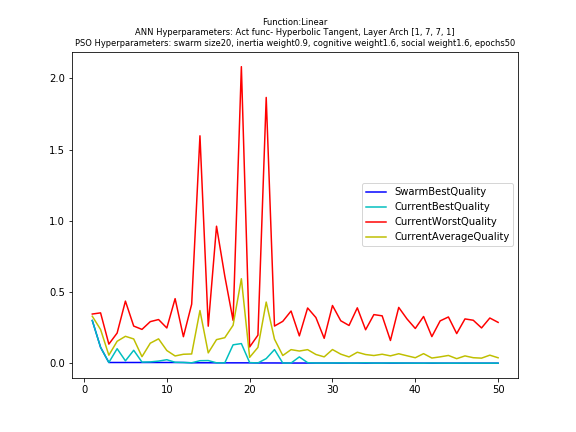 Function:Linear
ANN Hyperparameters: Act func- Hyperbolic Tangent, Layer Arch [1, 7, 7, 1]
PSO Hyperparameters: swarm size20, inertia weight0.9, cognitive weight1.6, social weight1.6, epochs50
2.0
1.5
1.0
0.5
0.0
SwarmBestQuality
CurrentBestQuality
CurrentWorstQuality
CurrentAverageQuality
0 10 20 30 40 50